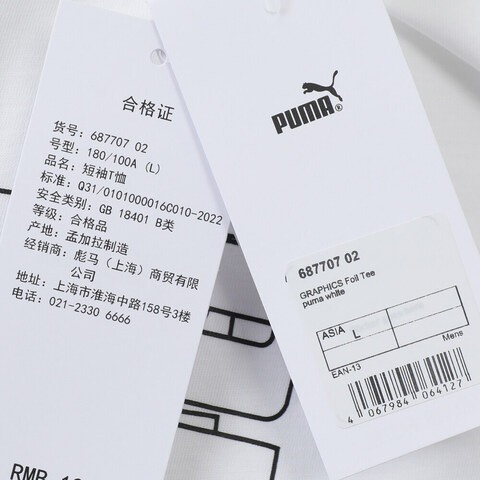 合格证
货号: 687707 02
号型: 180/100A (L)
品名: 短袖T恤
标准: Q31/0101000016C010-2022
安全类别: GB 18401 B类
等级: 合格品
产地: 孟加拉制造
经销商: 彪马（上海）商贸有限
公司
地址: 上海市淮海中路158号3楼
电话: 021-2330 6666
RMB
PUMA®
687707 02
GRAPHICS Foil Tee
puma white
ASIA L
EAN-13
Mens
4 067984 064127